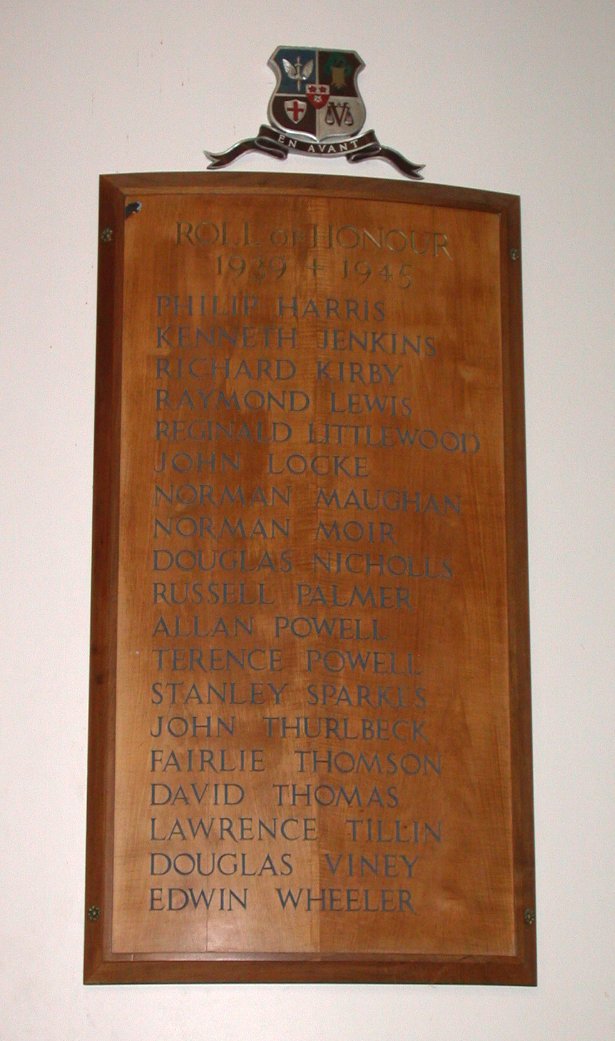 EN AVANT
ROLL OF HONOUR
1939 + 1945
PHILIP HARRIS
KENNETH JENKINS
RICHARD KIRBY
RAYMOND LEWIS
REGINALD LITTLEWOOD
JOHN LOCKE
NORMAN MAUGHAN
NORMAN MOIR
DOUGLAS NICHOLLS
RUSSELL PALMER
ALLAN POWELL
TERENCE POWELL
STANLEY SPARKES
JOHN THURLBECK
FAIRLIE THOMSON
DAVID THOMAS
LAWRENCE TILLIN
DOUGLAS VINEY
EDWIN WHEELER